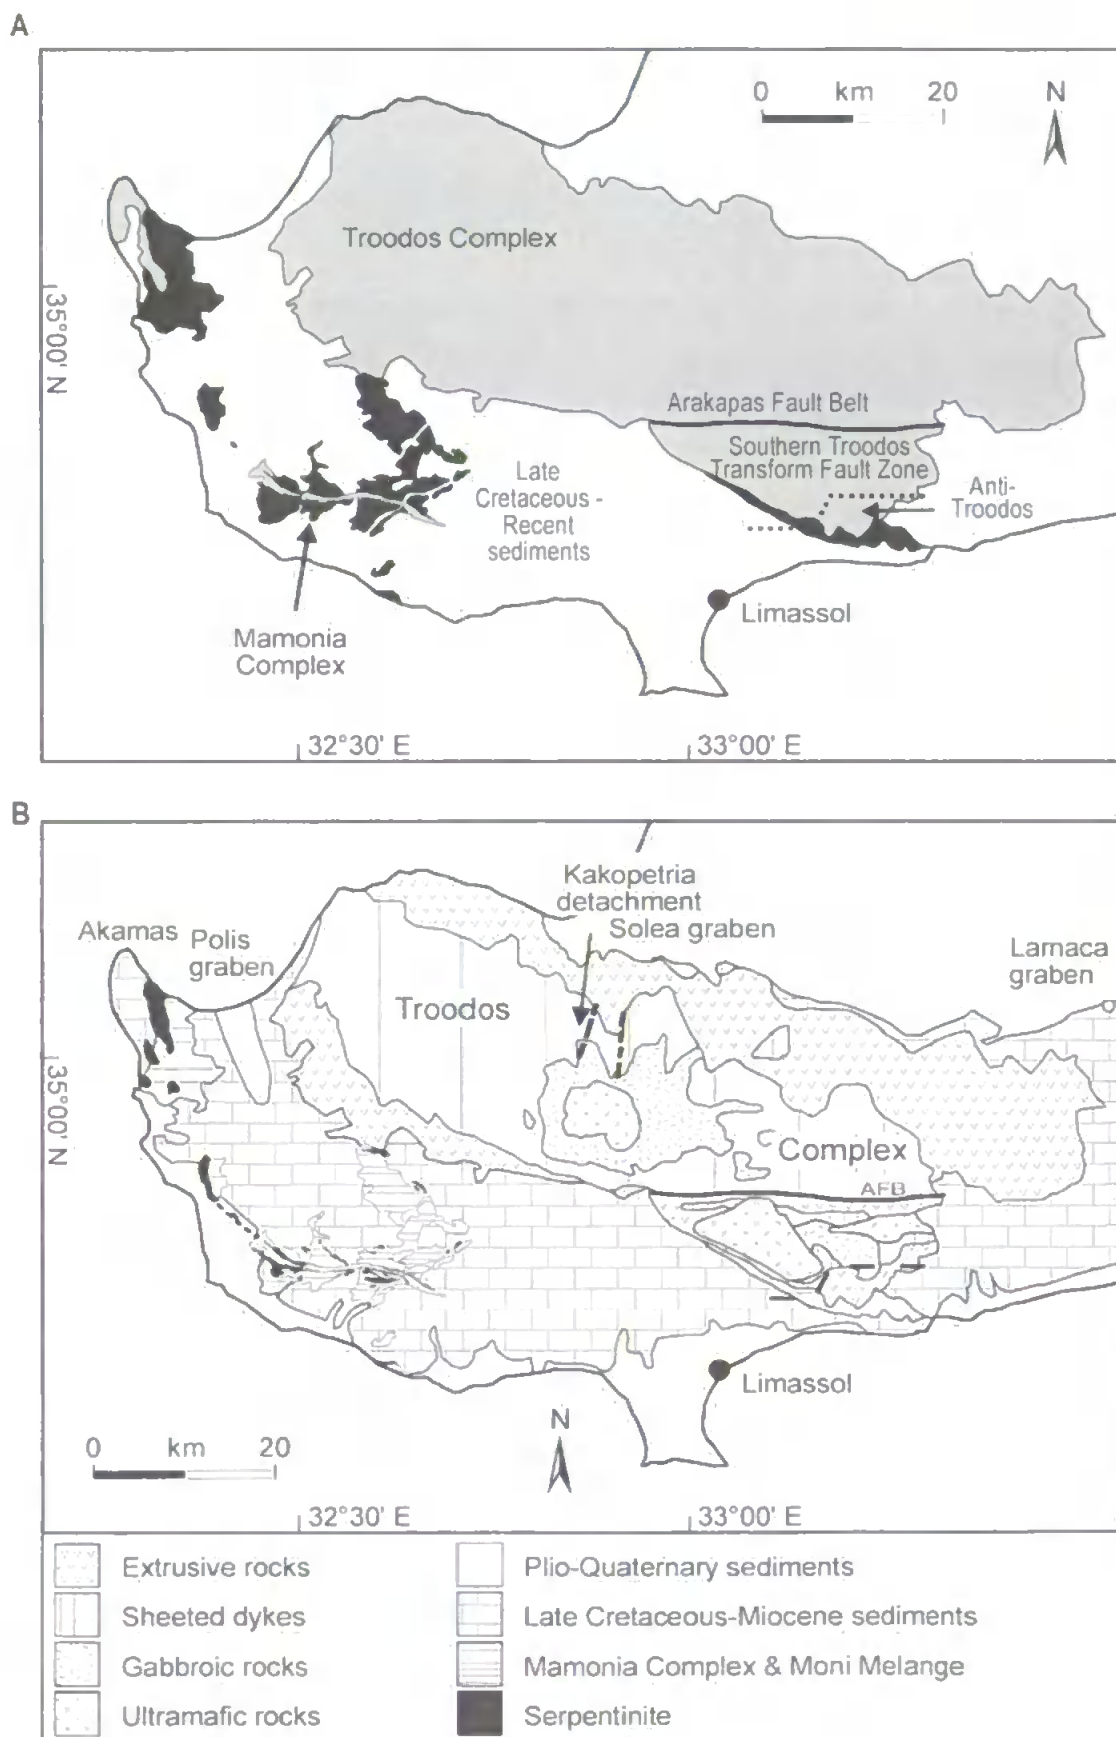 A
0 km 20
N
Troodos Complex
35°00' N
Arakapas Fault Belt
Southern Troodos
Transform Fault Zone
Anti-
Troodos
Late
Cretaceous -
Recent
sediments
Limassol
Mamonia
Complex
32°30' E
33°00' E
B
Kakopetria
detachment
Solea graben
Akamas
Polis
graben
Larnaca
graben
Troodos
35°00' N
Complex
AFB
Limassol
N
0 km 20
32°30' E
33°00' E
Extrusive rocks
Sheeted dykes
Gabbroic rocks
Ultramafic rocks
Plio-Quaternary sediments
Late Cretaceous-Miocene sediments
Mamonia Complex & Moni Melange
Serpentinite